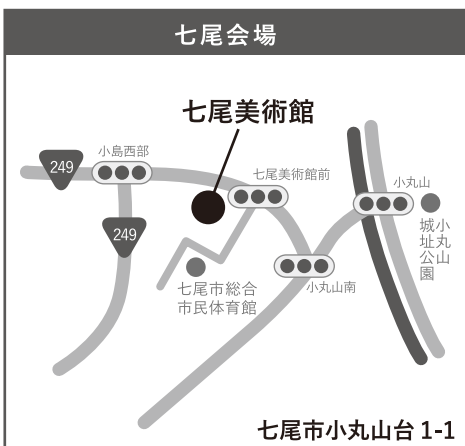 七尾会場
七尾美術館
小島西部
249
七尾美術館前
小丸山
249
小丸山
城址公園
七尾市総合
市民体育館
小丸山南
七尾市小丸山台 1-1